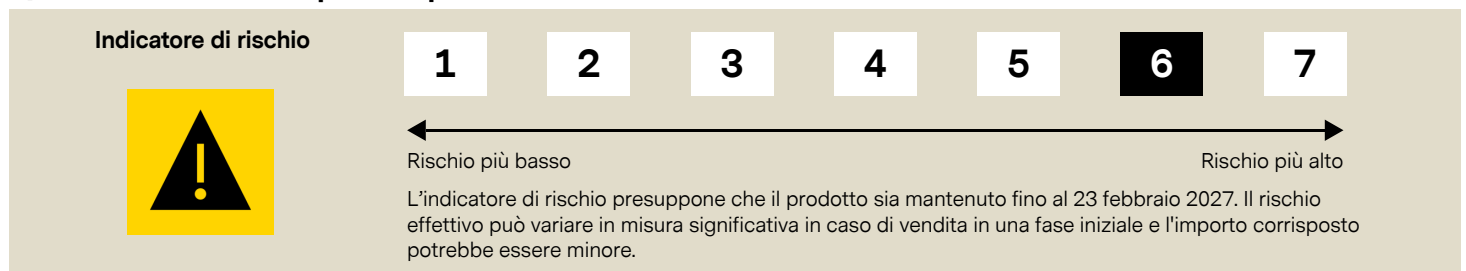 Indicatore di rischio
1 2 3 4 5 6 7
Rischio più basso Rischio più alto
L’indicatore di rischio presuppone che il prodotto sia mantenuto fino al 23 febbraio 2027. Il rischio
effettivo può variare in misura significativa in caso di vendita in una fase iniziale e l'importo corrisposto
potrebbe essere minore.